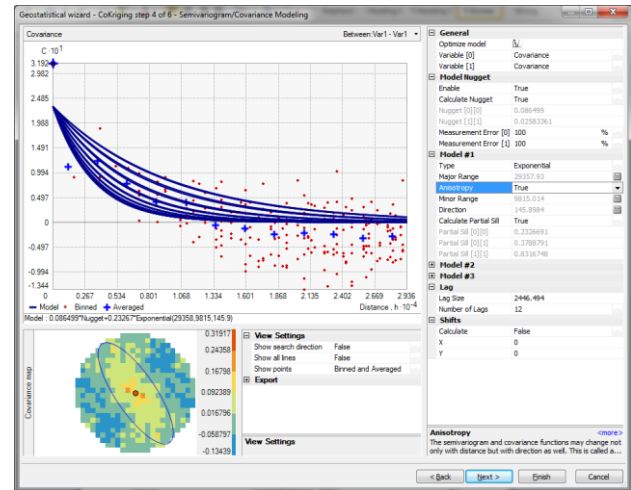 Geostatistical wizard - CoKriging step 4 of 6 - Semivariogram/Covariance Modeling
Covariance
Between:Var1 - Var1
C ·10¹
3.192
2.982
2.485
1.988
1.491
0.994
0.497
0
-0.497
-0.994
-1.344
0 0.267 0.534 0.801 1.068 1.334 1.601 1.868 2.135 2.402 2.669 2.936
Distance , h ·10⁻⁴
Model Binned Averaged
Model : 0.086499*Nugget+0.23267*Exponential(29358,9815,145.9)
Covariance map
0.31917
0.24358
0.16798
0.092389
0.016796
-0.058797
-0.13439
View Settings
Show search direction False
Show all lines False
Show points Binned and Averaged
Export
View Settings
General
Optimize model
Variable [0] Covariance
Variable [1] Covariance
Model Nugget
Enable True
Calculate Nugget True
Nugget [0][0] 0.086499
Nugget [1][1] 0.02583361
Measurement Error [0] 100 %
Measurement Error [1] 100 %
Model #1
Type Exponential
Major Range 29357.93
Anisotropy True
Minor Range 9815.014
Direction 145.8984
Calculate Partial Sill True
Partial Sill [0][0] 0.2326691
Partial Sill [0][1] 0.3788791
Partial Sill [1][1] 0.8316748
Model #2
Model #3
Lag
Lag Size 2446.494
Number of Lags 12
Shifts
Calculate False
X 0
Y 0
Anisotropy <more>
The semivariogram and covariance functions may change not
only with distance but with direction as well. This is called a...
< Back Next > Finish Cancel